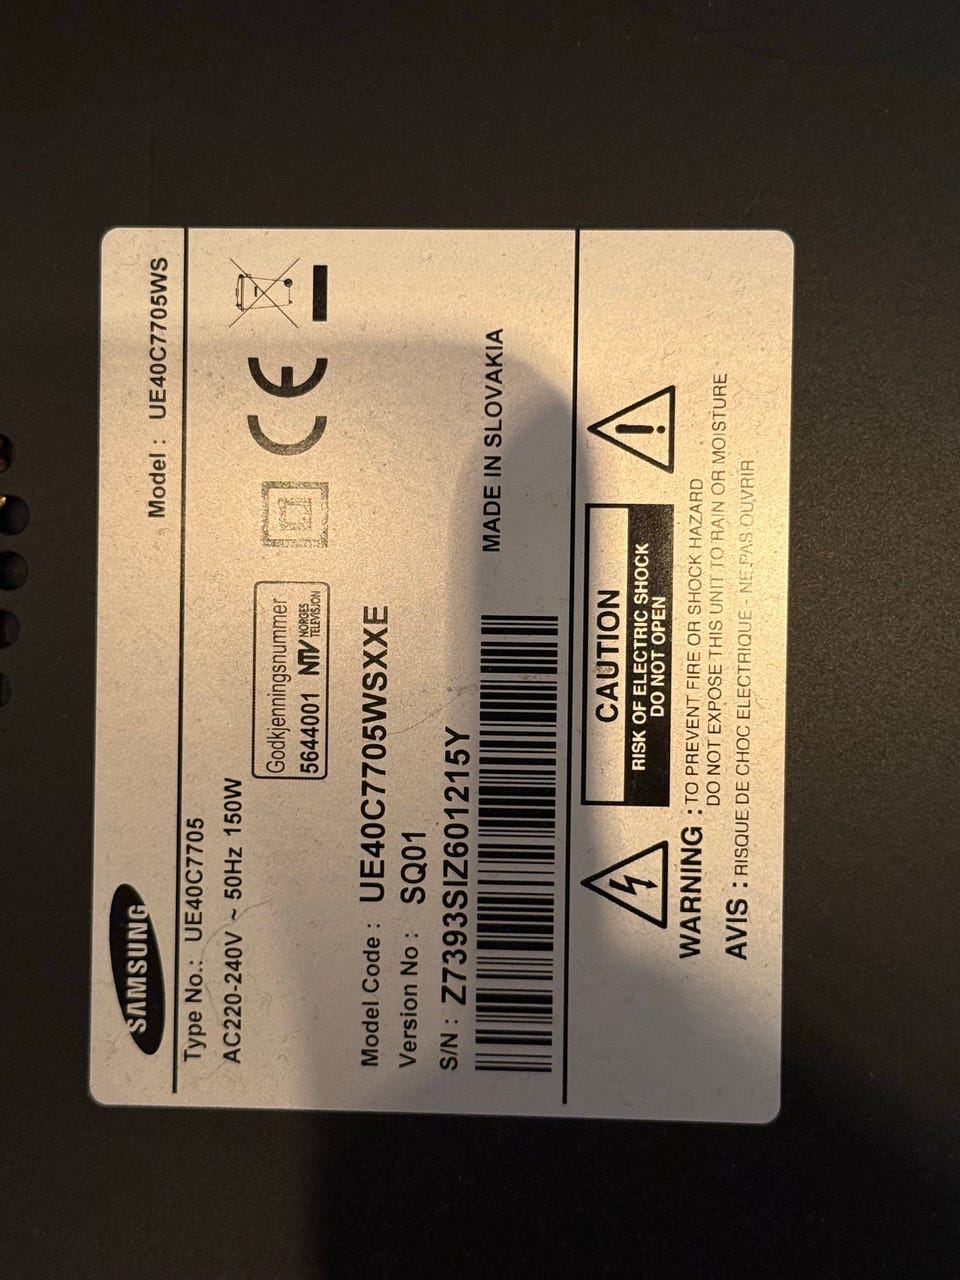 SAMSUNG
Model : UE40C7705WS
Type No.: UE40C7705
AC220-240V ~ 50Hz 150W
Godkjenningsnummer
5644001 NTV NORGES
TELEVISJON
CE
Model Code : UE40C7705WSXXE
Version No : SQ01
S/N : Z7393SIZ601215Y
MADE IN SLOVAKIA
CAUTION
RISK OF ELECTRIC SHOCK
DO NOT OPEN
WARNING : TO PREVENT FIRE OR SHOCK HAZARD
DO NOT EXPOSE THIS UNIT TO RAIN OR MOISTURE
AVIS : RISQUE DE CHOC ELECTRIQUE - NE PAS OUVRIR